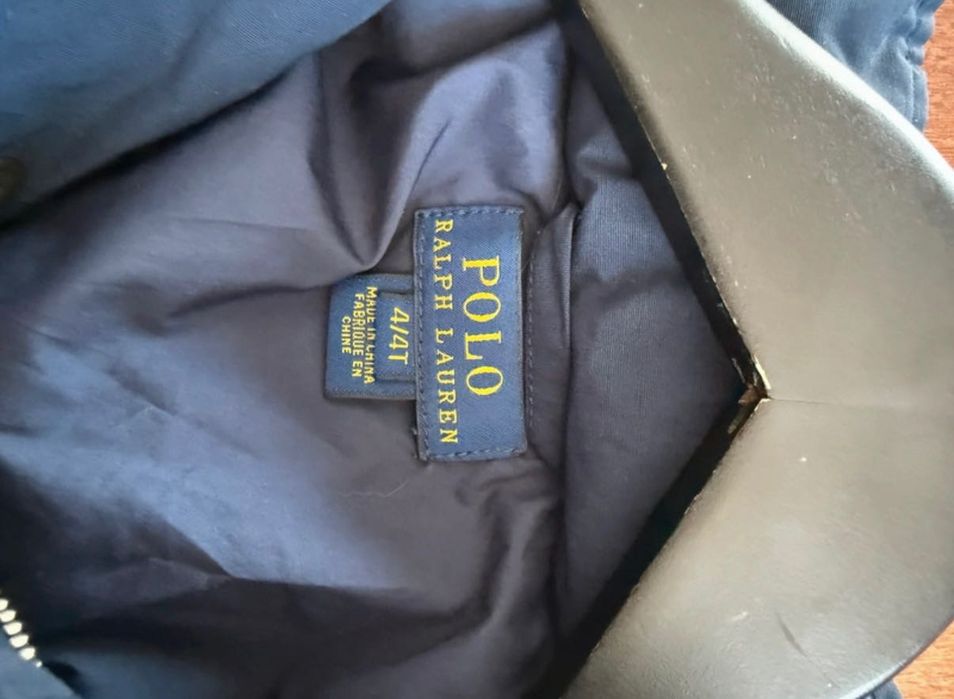 POLO
RALPH LAUREN
4/4T
MADE IN CHINA
FABRIQUE EN
CHINE